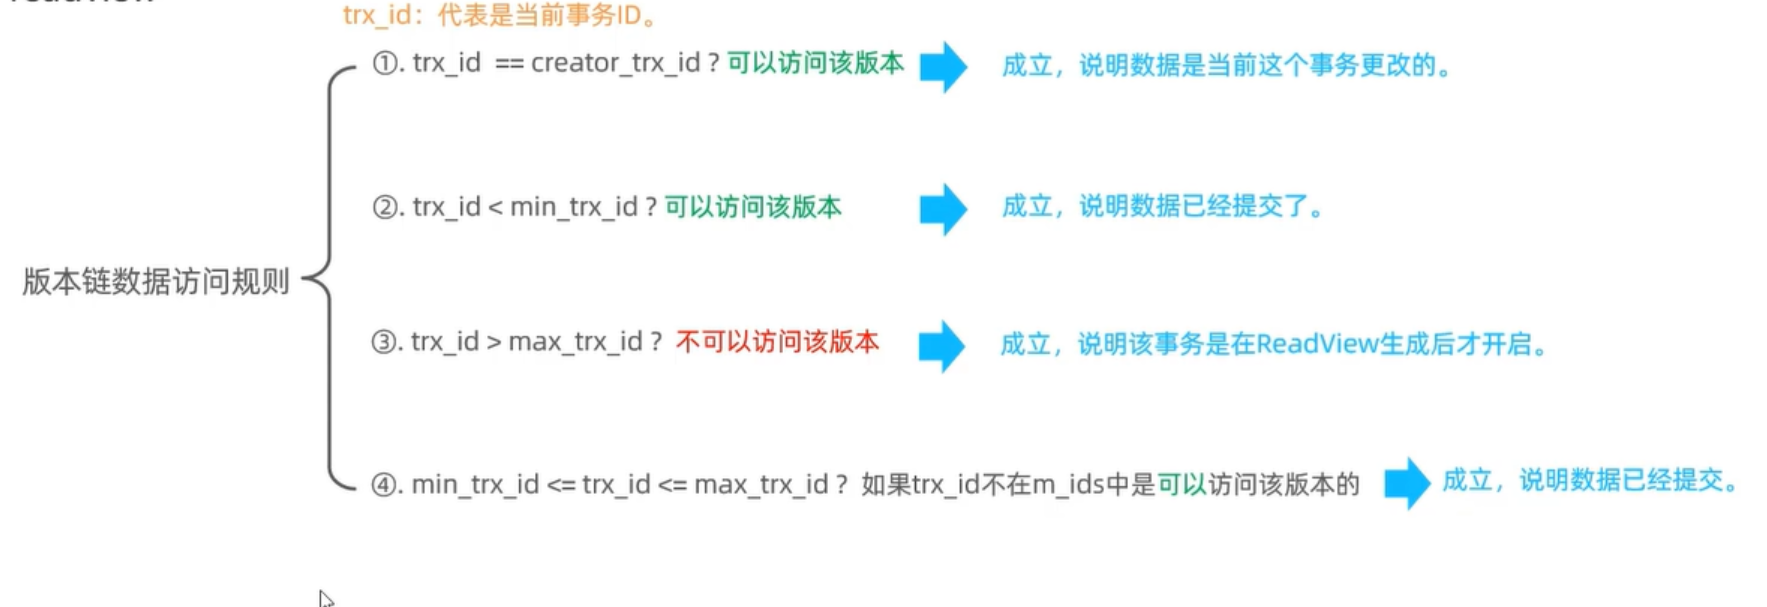 trx_id：代表是当前事务ID。
①. trx_id == creator_trx_id ? 可以访问该版本 成立，说明数据是当前这个事务更改的。
②. trx_id < min_trx_id ? 可以访问该版本 成立，说明数据已经提交了。
版本链数据访问规则
③. trx_id > max_trx_id ? 不可以访问该版本 成立，说明该事务是在ReadView生成后才开启。
④. min_trx_id <= trx_id <= max_trx_id ? 如果trx_id不在m_ids中是可以访问该版本的 成立，说明数据已经提交。